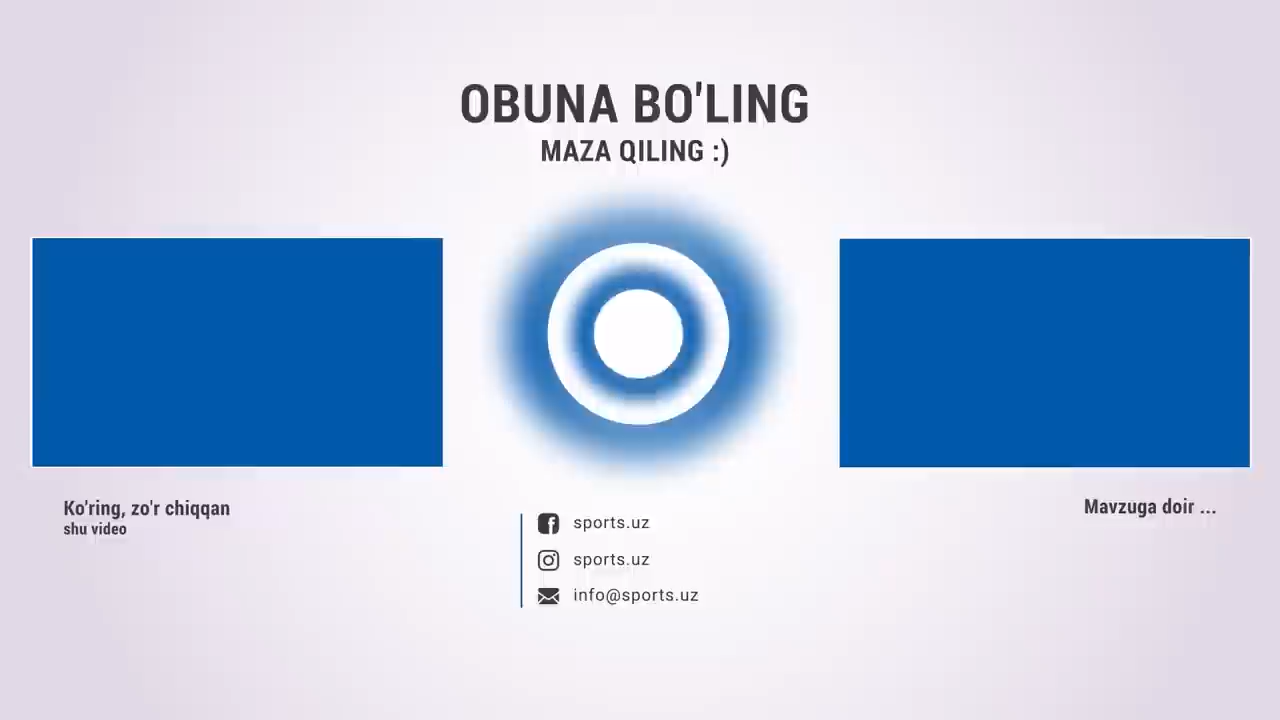 OBUNA BO'LING
MAZA QILING :)
Ko'ring, zo'r chiqqan
shu video
Mavzuga doir ...
sports.uz
sports.uz
info@sports.uz